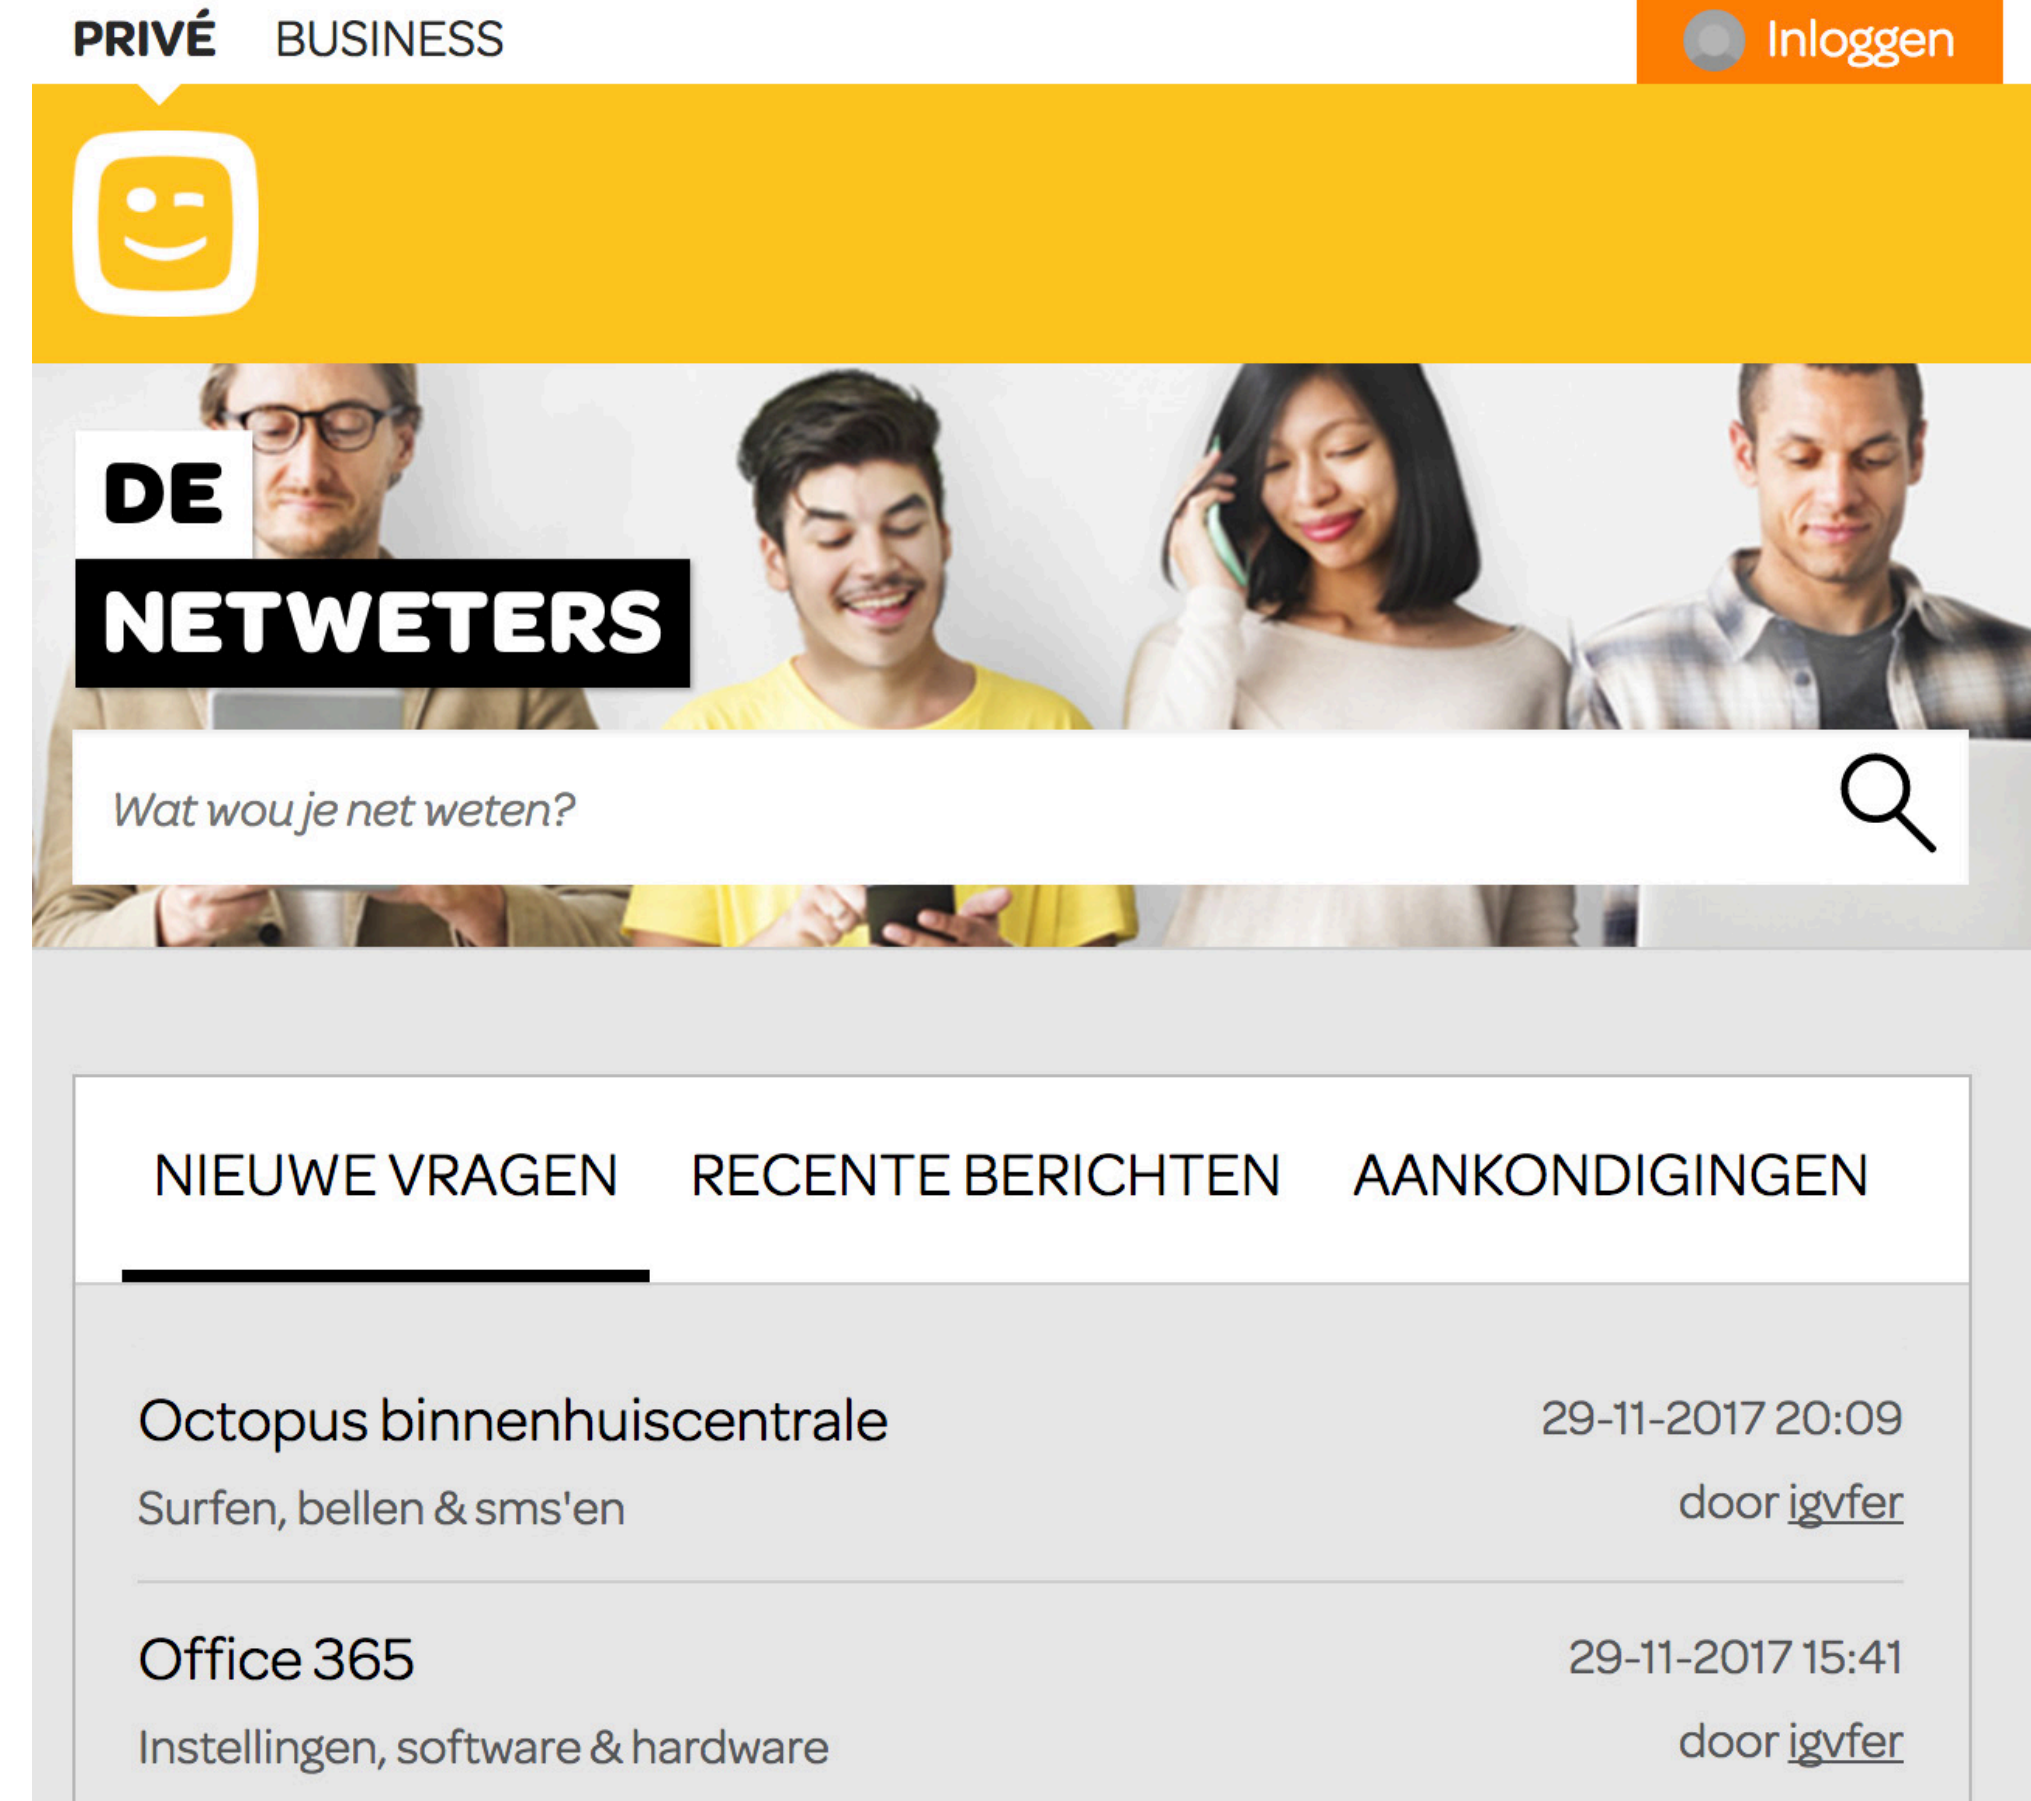 PRIVÉ BUSINESS Inloggen
DE
NETWETERS
Wat wou je net weten?
NIEUWE VRAGEN RECENTE BERICHTEN AANKONDIGINGEN
Octopus binnenhuiscentrale 29-11-2017 20:09
Surfen, bellen & sms'en door igvfer
Office 365 29-11-2017 15:41
Instellingen, software & hardware door igvfer